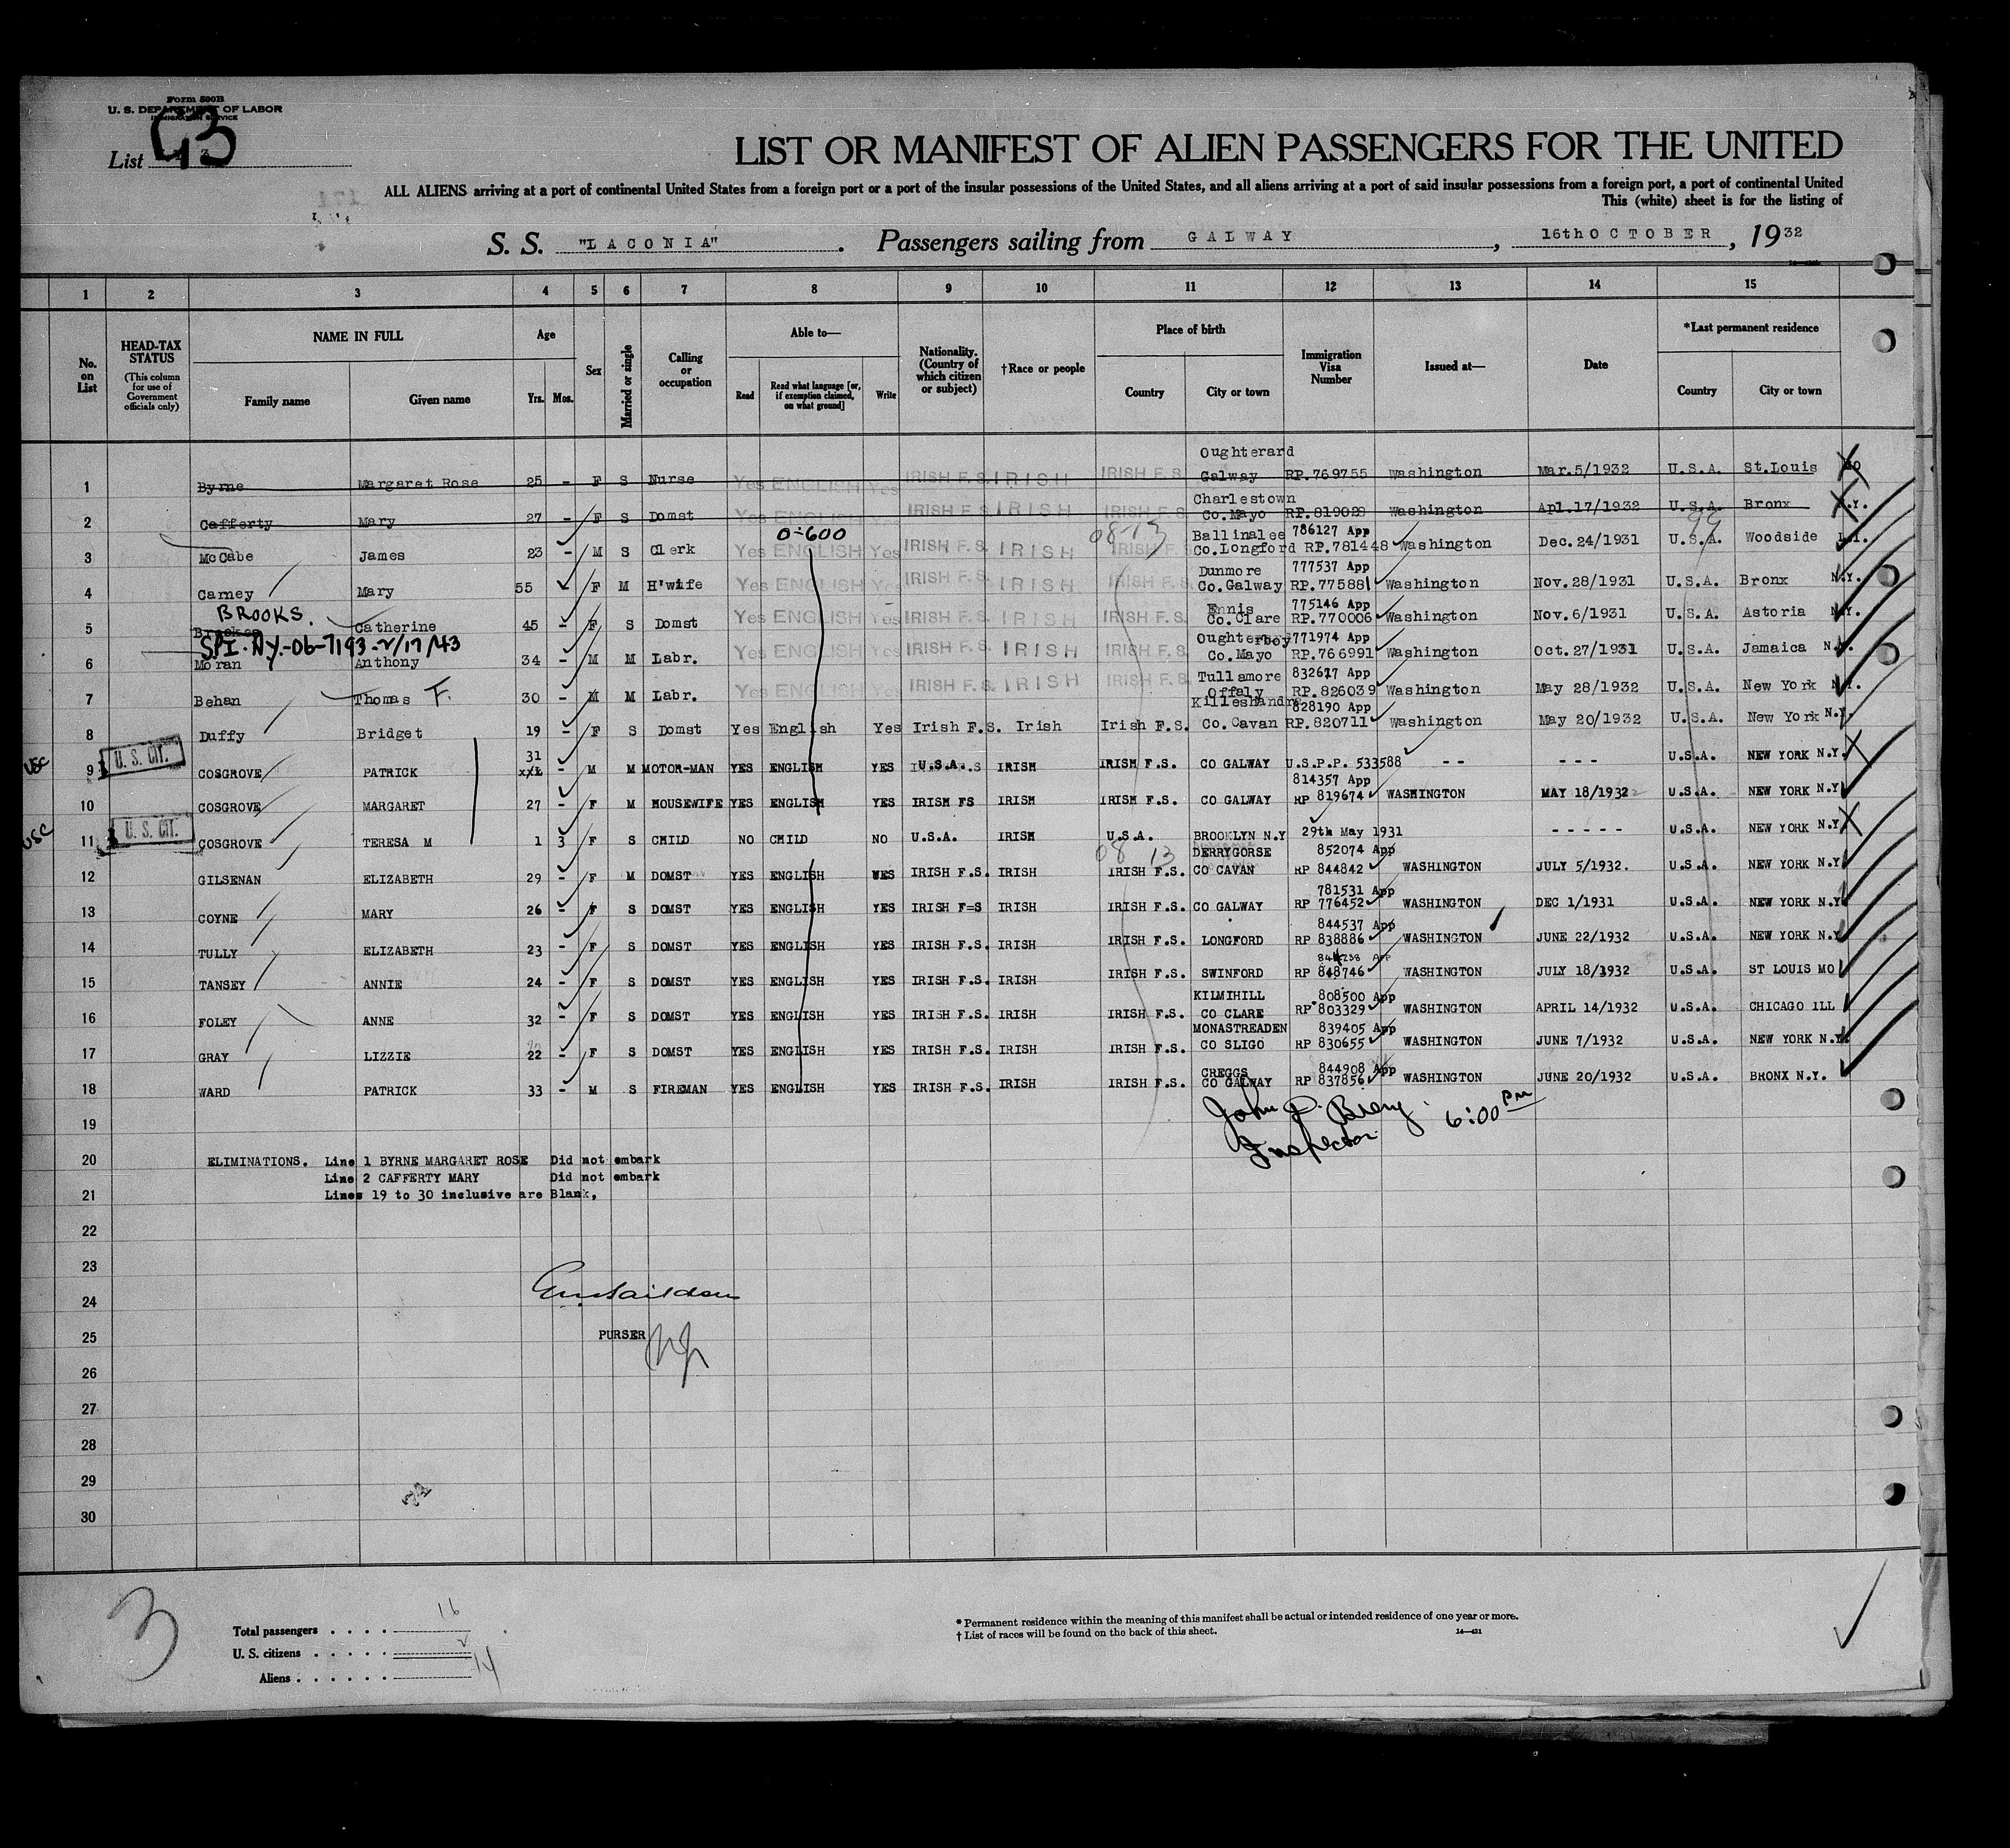 Form 500B
U. S. DEPARTMENT OF LABOR
IMMIGRATION SERVICE
List G3
LIST OR MANIFEST OF ALIEN PASSENGERS FOR THE UNITED
ALL ALIENS arriving at a port of continental United States from a foreign port or a port of the insular possessions of the United States, and all aliens arriving at a port of said insular possessions from a foreign port, a port of continental United
This (white) sheet is for the listing of
S. S. "LACONIA". Passengers sailing from GALWAY, 16th OCTOBER, 1932
1 2 3 4 5 6 7 8 9 10 11 12 13 14 15
No. on List
HEAD-TAX STATUS (This column for use of Government officials only)
NAME IN FULL Family name Given name
Age Yrs. Mos.
Sex
Married or single
Calling or occupation
Able to— Read Read what language [or, if exemption claimed, on what ground] Write
Nationality. (Country of which citizen or subject)
†Race or people
Place of birth Country City or town
Immigration Visa Number
Issued at—
Date
*Last permanent residence Country City or town
1 Byrne Margaret Rose 25 - F S Nurse Yes ENGLISH Yes IRISH F.S. IRISH IRISH F.S. Oughterard Galway RP.769755 Washington Mar.5/1932 U.S.A. St.Louis MO
2 Cafferty Mary 27 - F S Domst Yes ENGLISH Yes IRISH F.S. IRISH IRISH F.S. Charlestown Co.Mayo RP.819029 Washington Apl.17/1932 U.S.A. Bronx N.Y.
0-600 08-13 99
3 McCabe James 23 - M S Clerk Yes ENGLISH Yes IRISH F.S. IRISH IRISH F.S. Ballinalee Co.Longford 786127 App RP.781448 Washington Dec.24/1931 U.S.A. Woodside L.I.
4 Carney Mary 55 F M H'wife Yes ENGLISH Yes IRISH F.S. IRISH IRISH F.S. Dunmore Co.Galway 777537 App RP.775881 Washington Nov.28/1931 U.S.A. Bronx N.Y.
BROOKS.
5 Catherine 45 - F S Domst Yes ENGLISH Yes IRISH F.S. IRISH IRISH F.S. Ennis Co.Clare 775146 App RP.770006 Washington Nov.6/1931 U.S.A. Astoria N.Y.
SPI-N.Y.-06-7193-2/17/43
6 Moran Anthony 34 - M M Labr. Yes ENGLISH Yes IRISH F.S. IRISH IRISH F.S. Co.Mayo 771974 App RP.766991 Washington Oct.27/1931 U.S.A. Jamaica N.Y.
7 Behan Thomas F. 30 - M M Labr. Yes ENGLISH Yes IRISH F.S. IRISH IRISH F.S. Tullamore Offaly 832617 App RP.826039 Washington May 28/1932 U.S.A. New York N.Y.
8 Duffy Bridget 19 - F S Domst Yes English Yes Irish F.S. Irish Irish F.S. Killeshandra Co. Cavan 828190 App RP.820711 Washington May 20/1932 U.S.A. New York N.Y.
USC 9 U. S. CIT. COSGROVE PATRICK 31 - M M MOTOR-MAN YES ENGLISH YES U.S.A. IRISH IRISH F.S. CO GALWAY U.S.P.P. 533588 - - - - - U.S.A. NEW YORK N.Y.
10 COSGROVE MARGARET 27 - F M HOUSEWIFE YES ENGLISH YES IRISH FS IRISH IRISH F.S. CO GALWAY 814357 App RP 819674 WASHINGTON MAY 18/1932 U.S.A. NEW YORK N.Y
USC 11 U. S. CIT. COSGROVE TERESA M 1 3 F S CHILD NO CHILD NO U.S.A. IRISH U.S.A. BROOKLYN N.Y 29th May 1931 - - - - - U.S.A. NEW YORK N.Y
08 13
12 GILSENAN ELIZABETH 29 - F M DOMST YES ENGLISH YES IRISH F.S. IRISH IRISH F.S. DERRYGORSE CO CAVAN 852074 App RP 844842 WASHINGTON JULY 5/1932. U.S.A. NEW YORK N.Y
13 COYNE MARY 26 - F S DOMST YES ENGLISH YES IRISH F=S IRISH IRISH F.S. CO GALWAY 781531 App RP 776452 WASHINGTON DEC 1/1931 U.S.A. NEW YORK N.Y
14 TULLY ELIZABETH 23 - F S DOMST YES ENGLISH YES IRISH F.S. IRISH IRISH F.S. LONGFORD 844537 App RP 838886 WASHINGTON JUNE 22/1932 U.S.A. NEW YORK N.Y
15 TANSEY ANNIE 24 - F S DOMST YES ENGLISH YES IRISH F.S. IRISH IRISH F.S. SWINFORD App RP 848746 WASHINGTON JULY 18/1932 U.S.A. ST LOUIS MO
16 FOLEY ANNE 32 - F S DOMST YES ENGLISH YES IRISH F.S. IRISH IRISH F.S. KILMIHILL CO CLARE 808500 App RP 803329 WASHINGTON APRIL 14/1932 U.S.A. CHICAGO ILL
17 GRAY LIZZIE 22 - F S DOMST YES ENGLISH YES IRISH F.S. IRISH IRISH F.S. MONASTREADEN CO SLIGO 839405 App RP 830655 WASHINGTON JUNE 7/1932 U.S.A. NEW YORK N.Y.
18 WARD PATRICK 33 - M S FIREMAN YES ENGLISH YES IRISH F.S. IRISH IRISH F.S. CREGGS CO GALWAY 844908 App RP 837856 WASHINGTON JUNE 20/1932 U.S.A. BRONX N.Y.
19 John P. 6:00 PM
Inspector
20 ELIMINATIONS. Line 1 BYRNE MARGARET ROSE Did not embark
Line 2 CAFFERTY MARY Did not embark
21 Lines 19 to 30 inclusive are Blank.
22
23
24
25 PURSER
26
27
28
29
30
3
Total passengers . . . . 16
U. S. citizens . . . . . 2
Aliens . . . . . . 14
* Permanent residence within the meaning of this manifest shall be actual or intended residence of one year or more.
† List of races will be found on the back of this sheet.
14—421